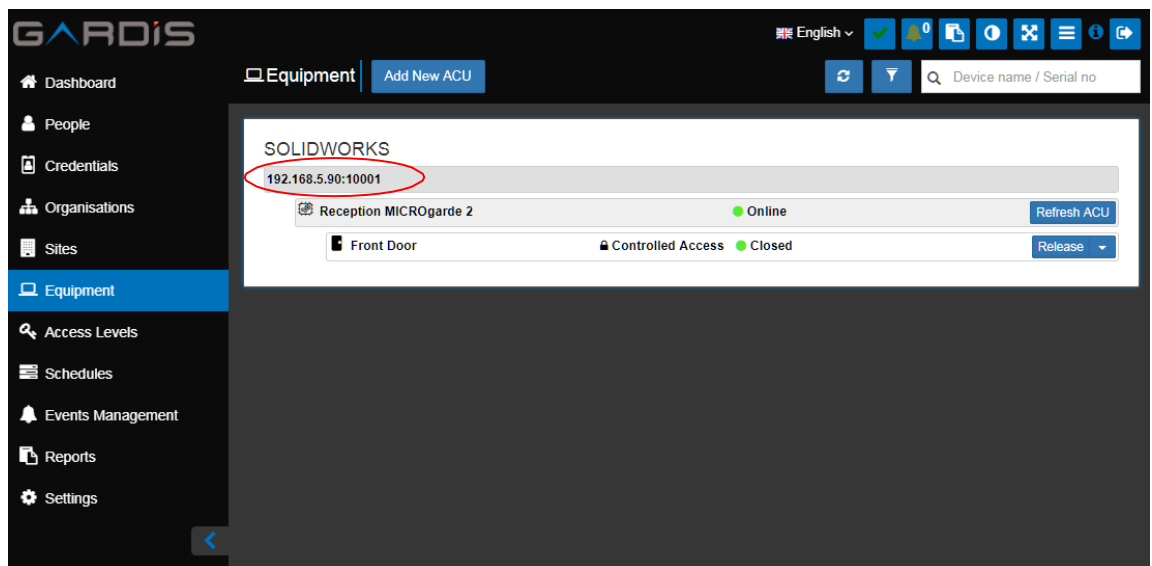 GARDiS
English
0
Dashboard
Equipment
Add New ACU
Device name / Serial no
People
Credentials
Organisations
Sites
Equipment
Access Levels
Schedules
Events Management
Reports
Settings
SOLIDWORKS
192.168.5.90:10001
Reception MICROgarde 2
Online
Refresh ACU
Front Door
Controlled Access
Closed
Release